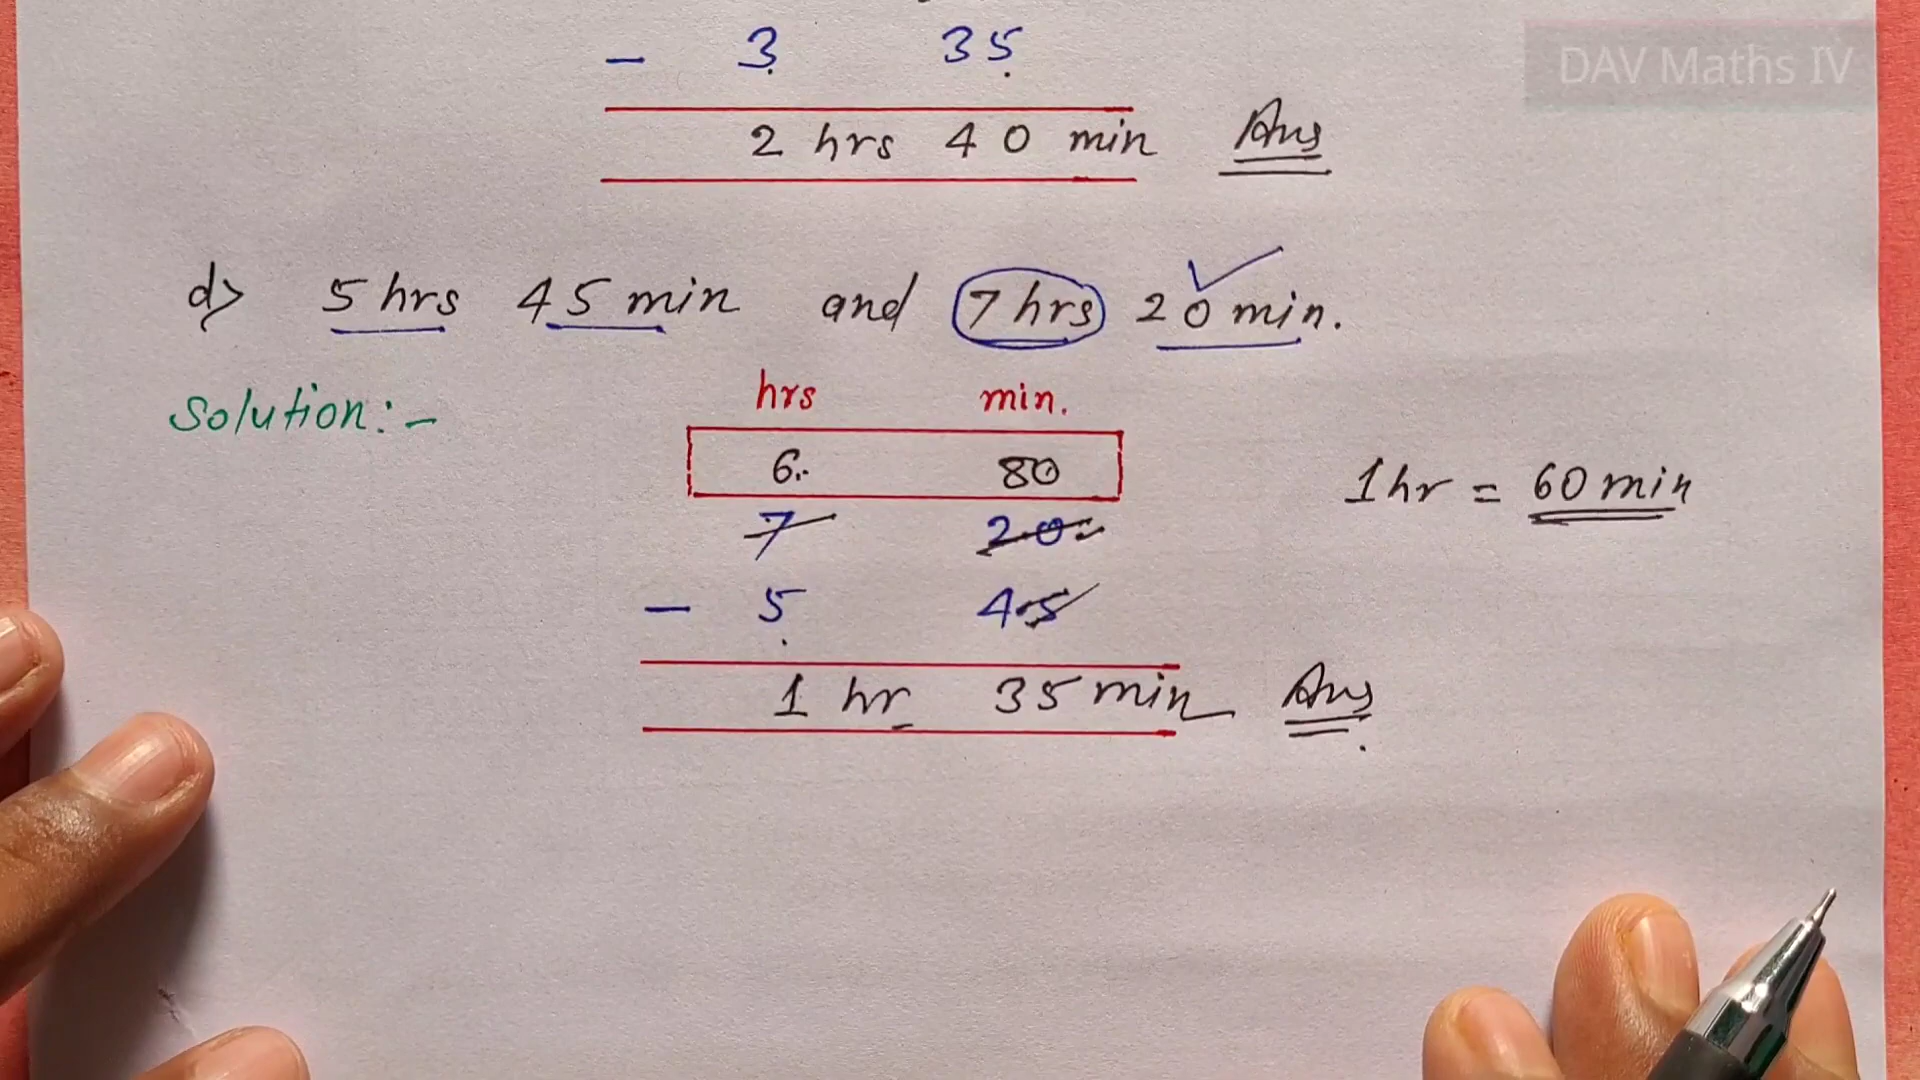 DAV Maths IV
- 3 35
2 hrs 40 min Ans
d> 5 hrs 45 min and 7 hrs 20 min.
Solution:-
hrs min.
6 80
1 hr = 60 min
7 20
- 5 45
1 hr 35 min Ans